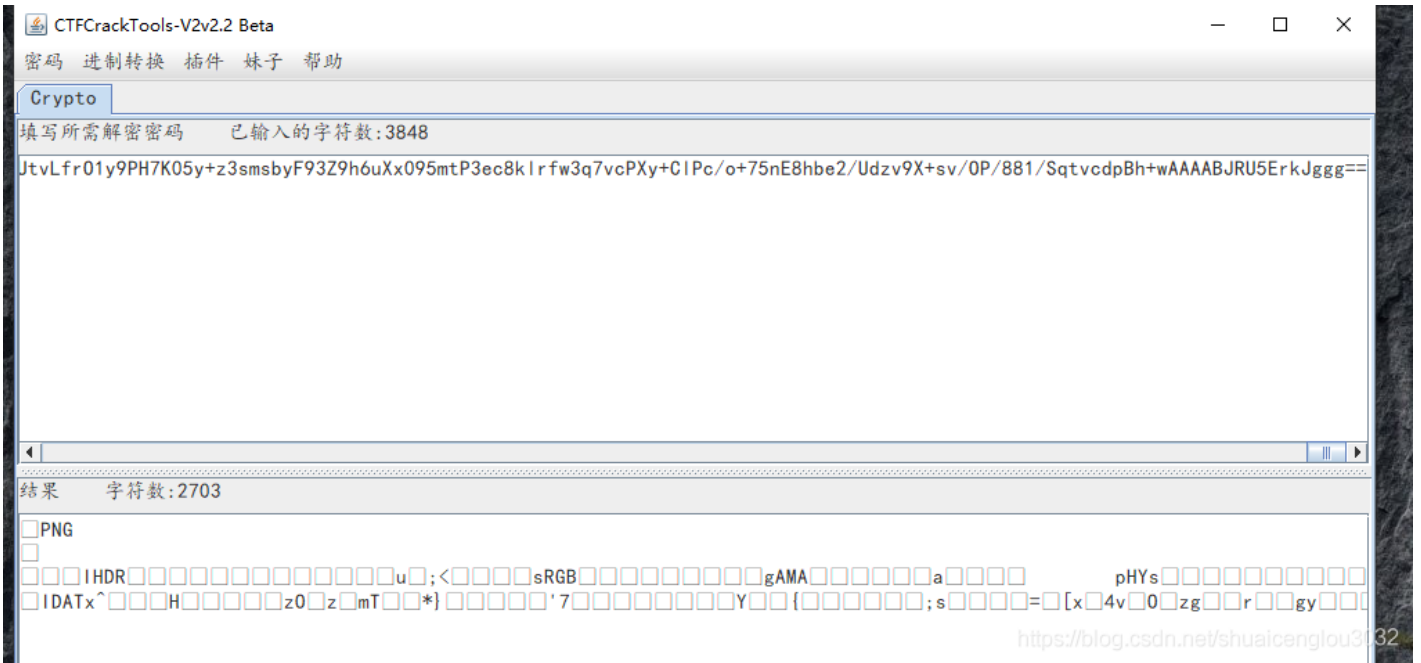 CTFCrackTools-V2v2.2 Beta
密码 进制转换 插件 妹子 帮助
Crypto
填写所需解密密码 已输入的字符数:3848
JtvLfrO1y9PH7K05y+z3smsbyF93Z9h6uXxO95mtP3ec8klrfw3q7vcPXy+ClPc/o+75nE8hbe2/Udzv9X+sv/OP/881/SqtvcdpBh+wAAAABJRU5ErkJggg==
结果 字符数:2703
□PNG
□
□□□IHDR□□□□□□□□□□□□□u□;<□□□□sRGB□□□□□□□□□gAMA□□□□□□a□□□□ pHYs□□□□□□□□□□
□IDATx^□□□H□□□□□z0□z□mT□□*}□□□□□'7□□□□□□□□Y□□{□□□□□□;s□□□□=□[x□4v□0□zg□□r□□gy□□□
https://blog.csdn.net/shuaicenglou3032